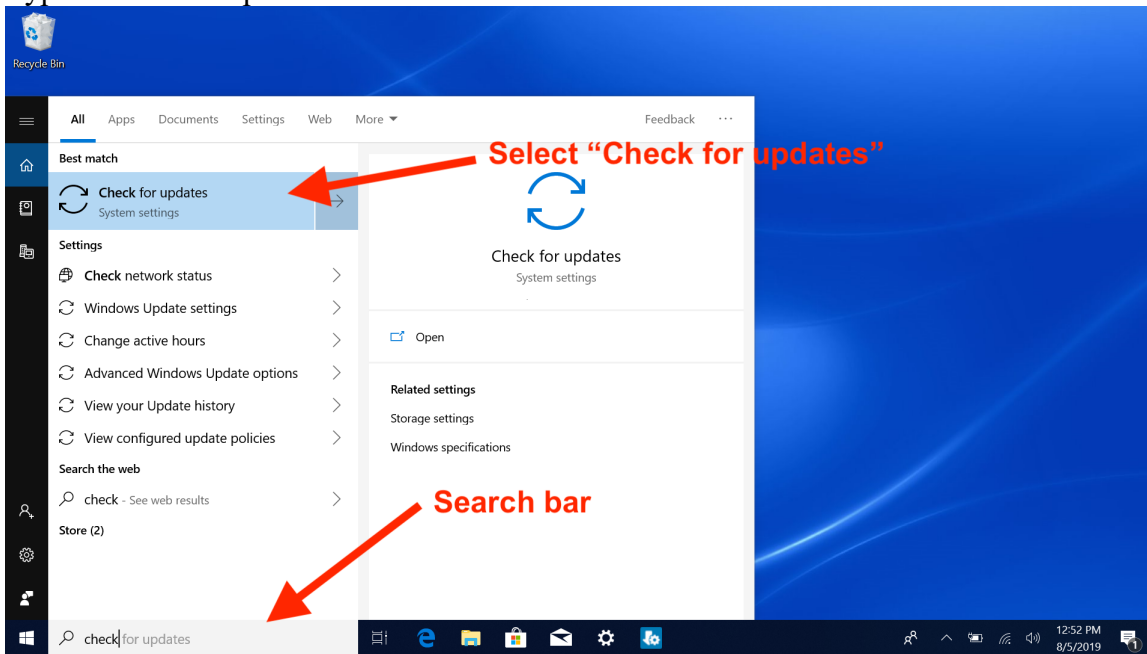 Recycle Bin
All Apps Documents Settings Web More Feedback ...
Select “Check for updates”
Best match
Check for updates
System settings
Settings
Check network status
Windows Update settings
Change active hours
Advanced Windows Update options
View your Update history
View configured update policies
Search the web
check - See web results
Store (2)
Check for updates
System settings
Open
Related settings
Storage settings
Windows specifications
Search bar
check for updates
12:52 PM
8/5/2019
1